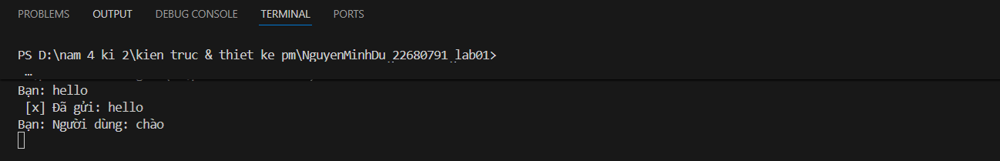 PROBLEMS OUTPUT DEBUG CONSOLE TERMINAL PORTS
PS D:\nam 4 ki 2\kien truc & thiet ke pm\NguyenMinhDu_22680791_lab01>
…
Bạn: hello
[x] Đã gửi: hello
Bạn: Người dùng: chào